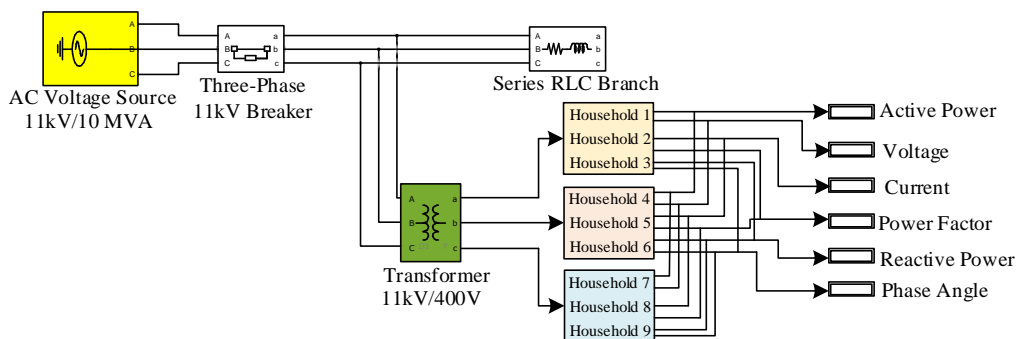 A
B
C
AC Voltage Source
11kV/10 MVA
A
B
C
a
b
c
Three-Phase
11kV Breaker
A
B
C
a
b
c
Series RLC Branch
Household 1
Household 2
Household 3
Active Power
Voltage
Current
Power Factor
Reactive Power
Phase Angle
A
B
C
a
b
c
Transformer
11kV/400V
Household 4
Household 5
Household 6
Household 7
Household 8
Household 9